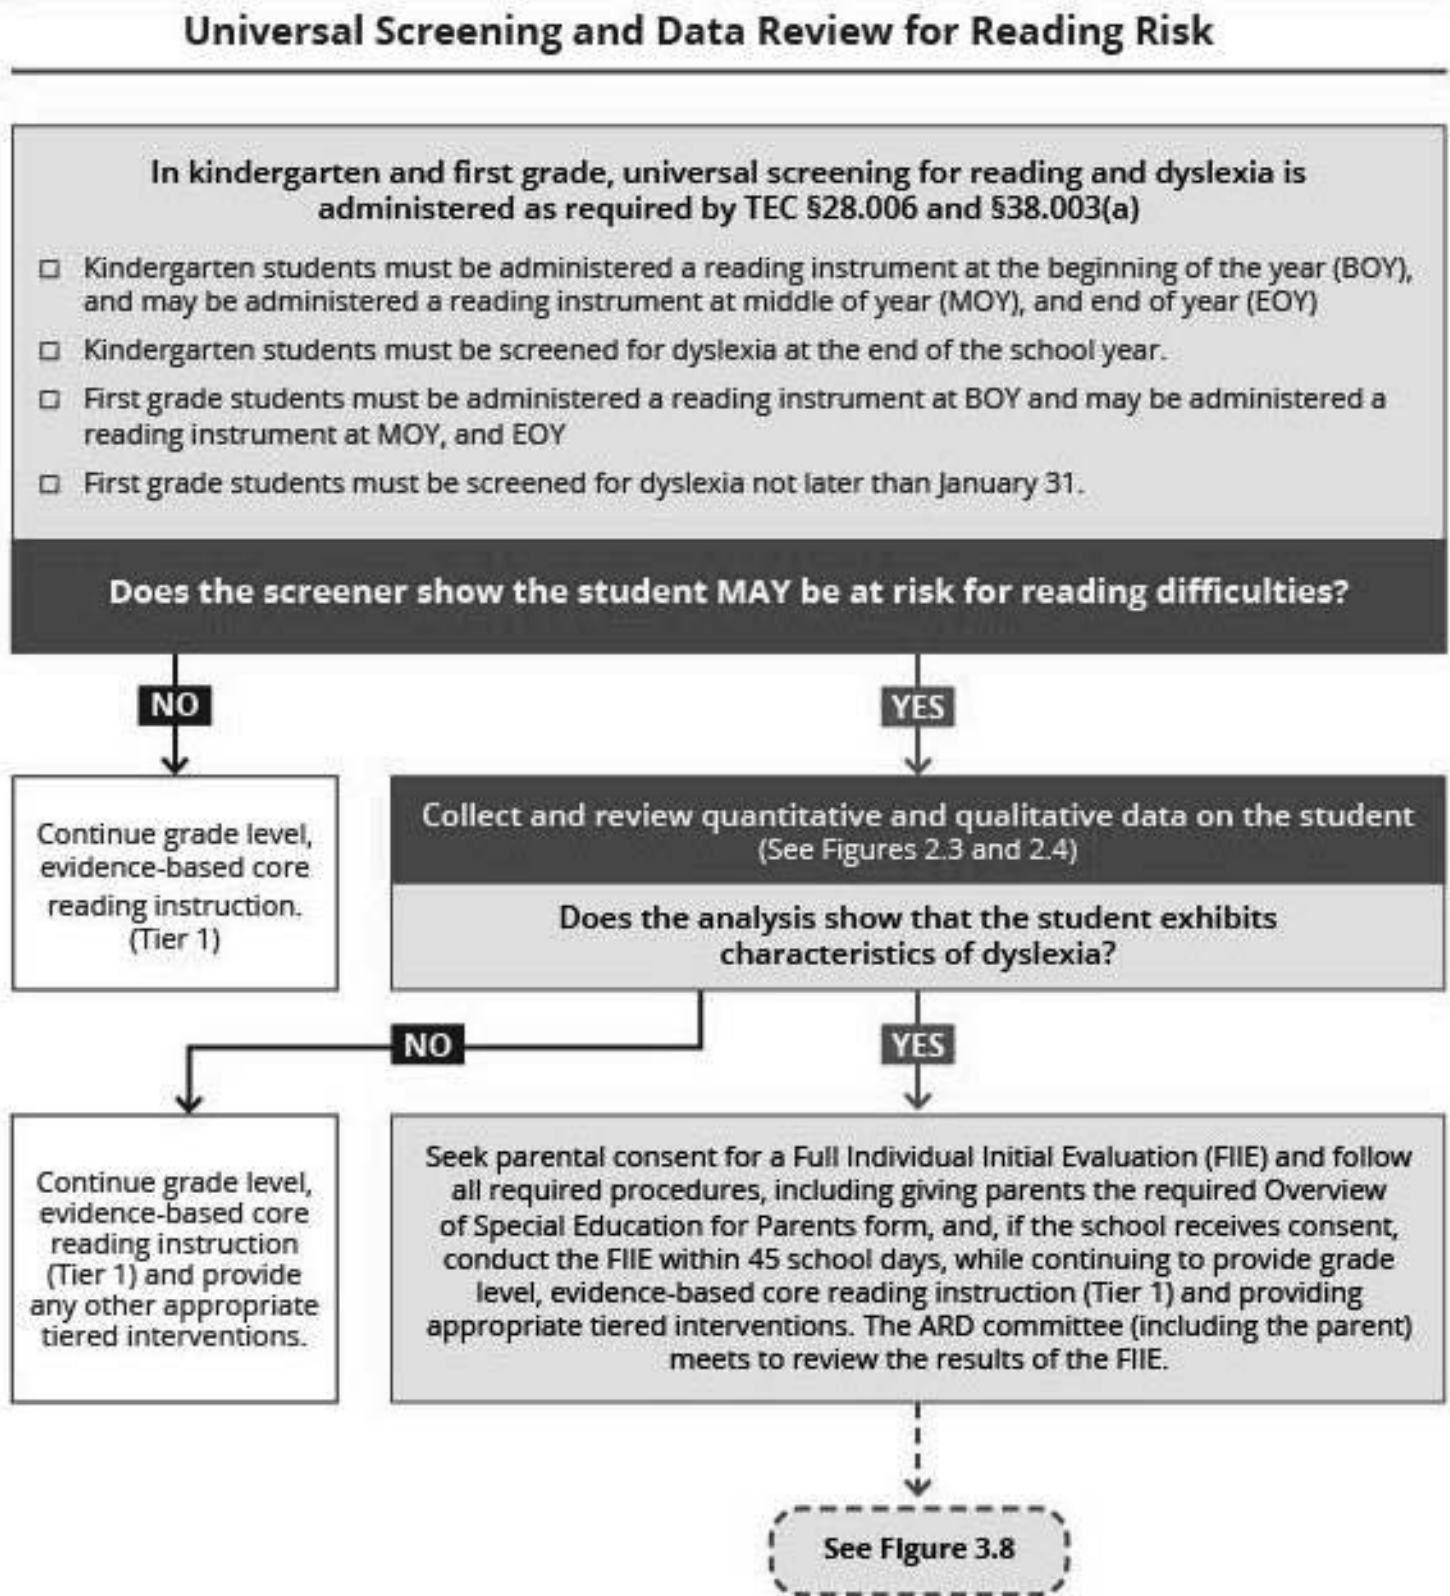 Universal Screening and Data Review for Reading Risk
In kindergarten and first grade, universal screening for reading and dyslexia is
administered as required by TEC §28.006 and §38.003(a)
☐ Kindergarten students must be administered a reading instrument at the beginning of the year (BOY),
and may be administered a reading instrument at middle of year (MOY), and end of year (EOY)
☐ Kindergarten students must be screened for dyslexia at the end of the school year.
☐ First grade students must be administered a reading instrument at BOY and may be administered a
reading instrument at MOY, and EOY
☐ First grade students must be screened for dyslexia not later than January 31.
Does the screener show the student MAY be at risk for reading difficulties?
NO
YES
Continue grade level,
evidence-based core
reading instruction.
(Tier 1)
Collect and review quantitative and qualitative data on the student
(See Figures 2.3 and 2.4)
Does the analysis show that the student exhibits
characteristics of dyslexia?
NO
YES
Continue grade level,
evidence-based core
reading instruction
(Tier 1) and provide
any other appropriate
tiered interventions.
Seek parental consent for a Full Individual Initial Evaluation (FIIE) and follow
all required procedures, including giving parents the required Overview
of Special Education for Parents form, and, if the school receives consent,
conduct the FIIE within 45 school days, while continuing to provide grade
level, evidence-based core reading instruction (Tier 1) and providing
appropriate tiered interventions. The ARD committee (including the parent)
meets to review the results of the FIIE.
See Figure 3.8